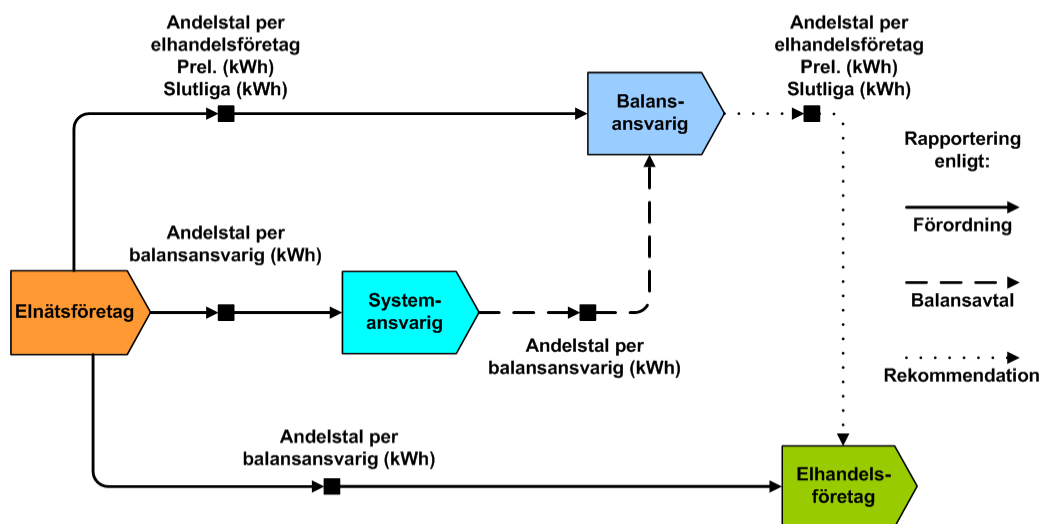 Andelstal per
elhandelsföretag
Prel. (kWh)
Slutliga (kWh)
Andelstal per
elhandelsföretag
Prel. (kWh)
Slutliga (kWh)
Balans-
ansvarig
Rapportering
enligt:
Förordning
Balansavtal
Rekommendation
Andelstal per
balansansvarig (kWh)
Elnätsföretag
System-
ansvarig
Andelstal per
balansansvarig (kWh)
Andelstal per
balansansvarig (kWh)
Elhandels-
företag